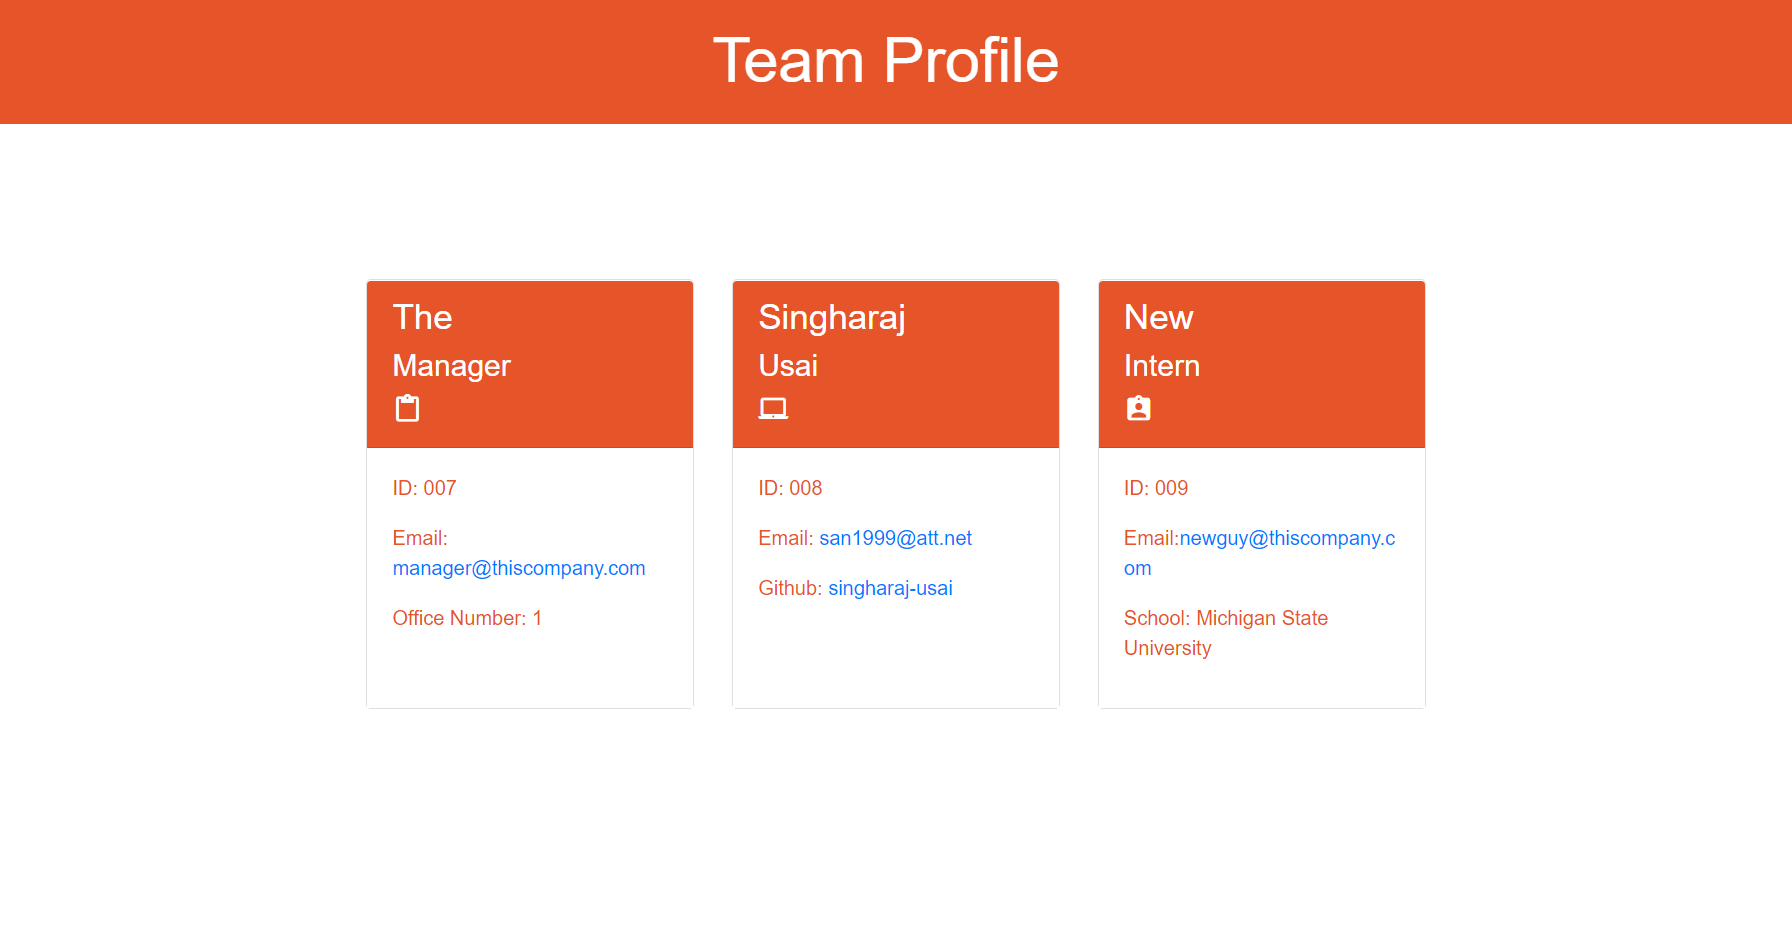 Team Profile
The
Manager
ID: 007
Email:
manager@thiscompany.com
Office Number: 1
Singharaj
Usai
ID: 008
Email: san1999@att.net
Github: singharaj-usai
New
Intern
ID: 009
Email:newguy@thiscompany.c
om
School: Michigan State
University